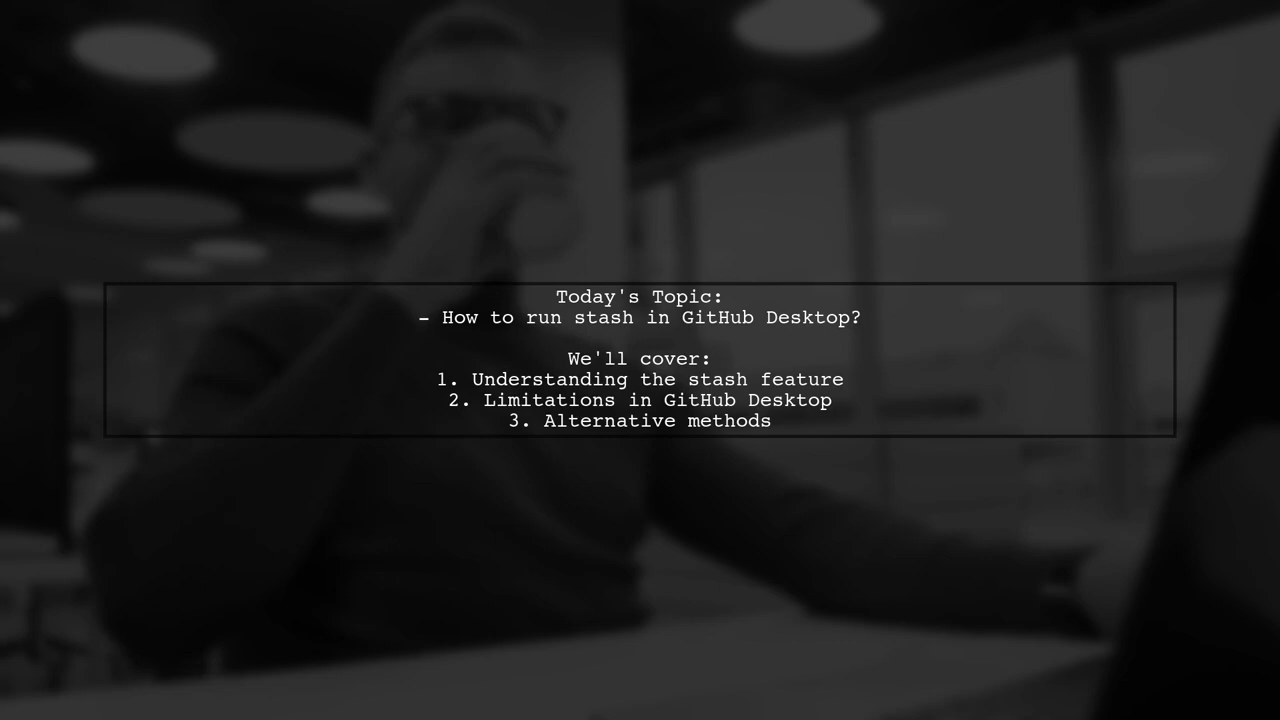 Today's Topic:
– How to run stash in GitHub Desktop?
We'll cover:
1. Understanding the stash feature
2. Limitations in GitHub Desktop
3. Alternative methods